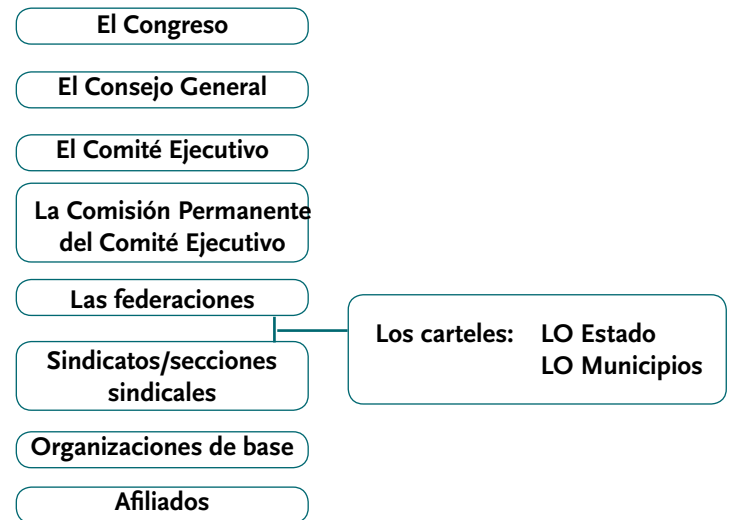 El Congreso
El Consejo General
El Comité Ejecutivo
La Comisión Permanente
del Comité Ejecutivo
Las federaciones
Los carteles: LO Estado
LO Municipios
Sindicatos/secciones
sindicales
Organizaciones de base
Afiliados